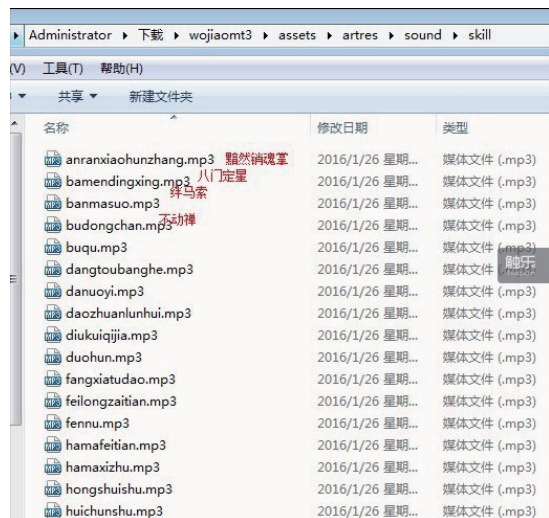 Administrator ▸ 下载 ▸ wojiaomt3 ▸ assets ▸ artres ▸ sound ▸ skill
(V) 工具(T) 帮助(H)
共享 新建文件夹
名称 修改日期 类型
anranxiaohunzhang.mp3 黯然销魂掌 2016/1/26 星期... 媒体文件 (.mp3)
bamendingxing.mp3 八门定星 2016/1/26 星期... 媒体文件 (.mp3)
banmasuo.mp3 绊马索 2016/1/26 星期... 媒体文件 (.mp3)
budongchan.mp3 不动禅 2016/1/26 星期... 媒体文件 (.mp3)
buqu.mp3 2016/1/26 星期... 媒体文件 (.mp3)
触乐
dangtoubanghe.mp3 2016/1/26 星期... 媒体文件 (.mp3)
danuoyi.mp3 2016/1/26 星期... 媒体文件 (.mp3)
daozhuanlunhui.mp3 2016/1/26 星期... 媒体文件 (.mp3)
diukuiqijia.mp3 2016/1/26 星期... 媒体文件 (.mp3)
duohun.mp3 2016/1/26 星期... 媒体文件 (.mp3)
fangxiatudao.mp3 2016/1/26 星期... 媒体文件 (.mp3)
feilongzaitian.mp3 2016/1/26 星期... 媒体文件 (.mp3)
fennu.mp3 2016/1/26 星期... 媒体文件 (.mp3)
hamafeitian.mp3 2016/1/26 星期... 媒体文件 (.mp3)
hamaxizhu.mp3 2016/1/26 星期... 媒体文件 (.mp3)
hongshuishu.mp3 2016/1/26 星期... 媒体文件 (.mp3)
huichunshu.mp3 2016/1/26 星期... 媒体文件 (.mp3)